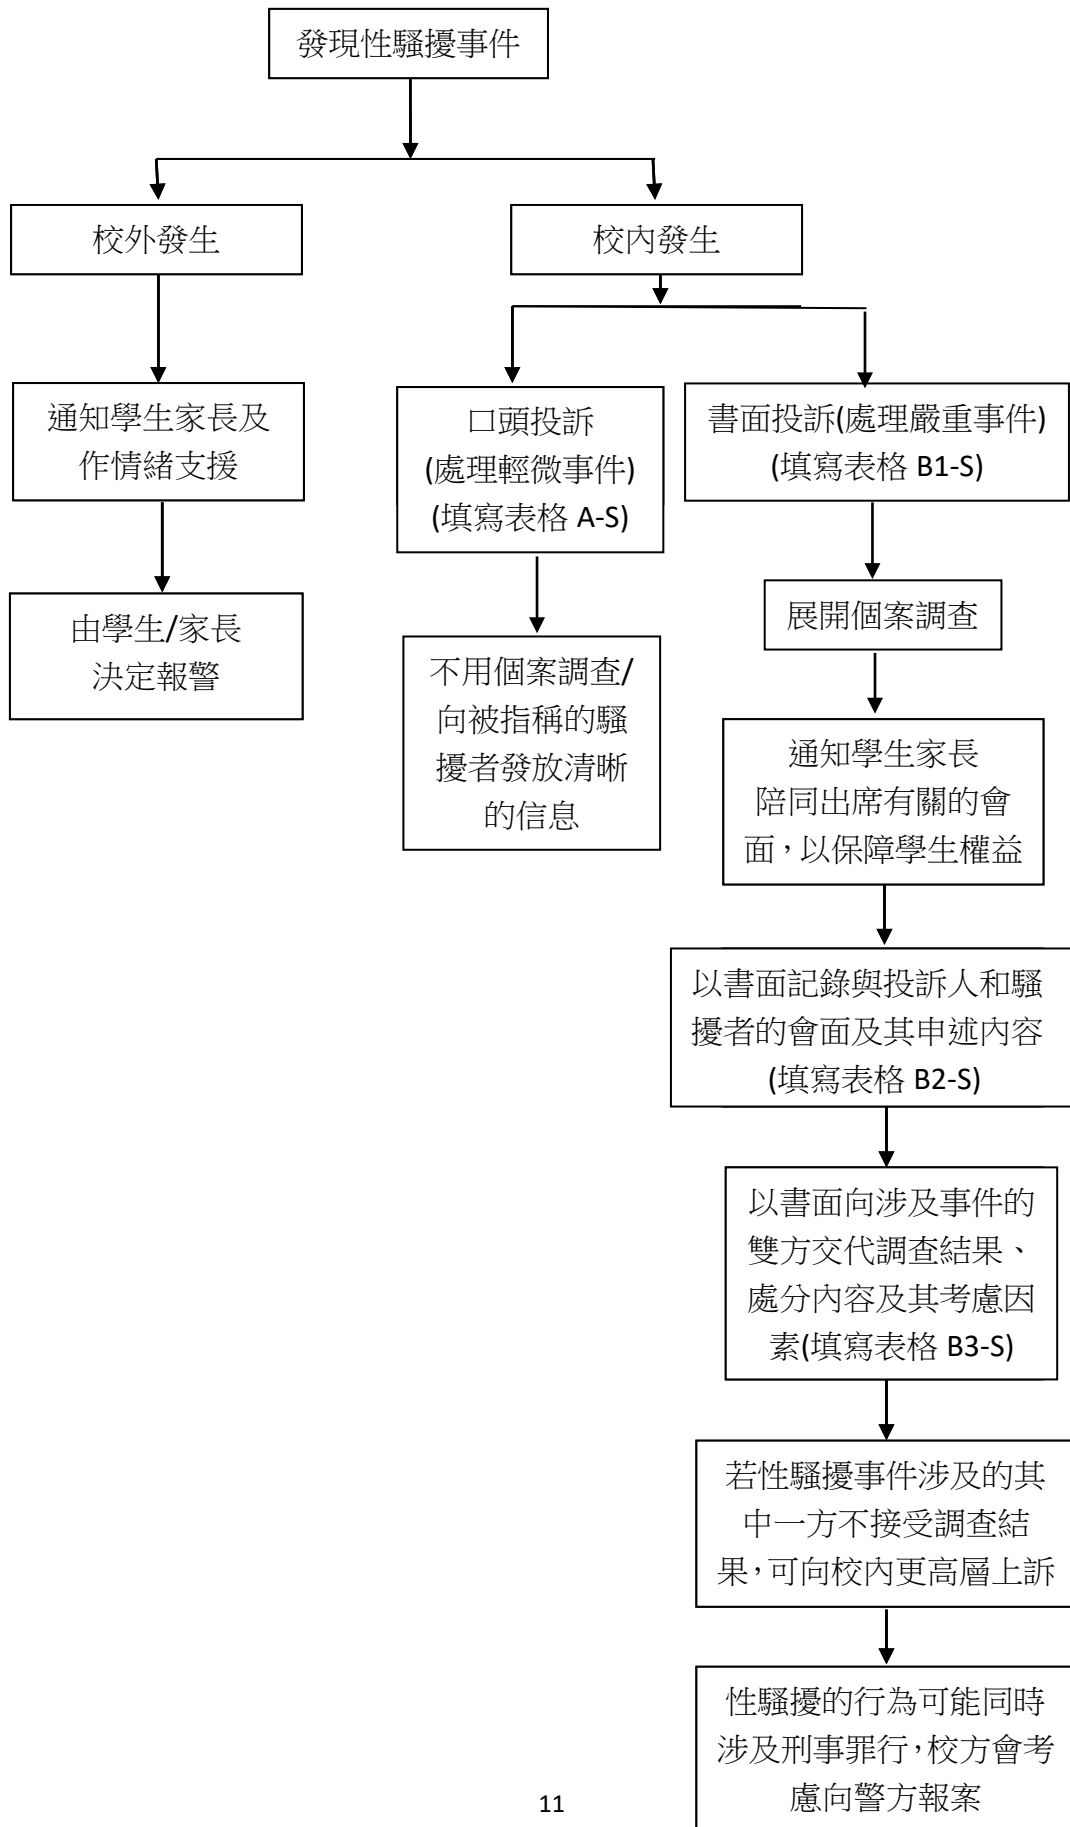 發現性騷擾事件
校外發生
校內發生
通知學生家長及
作情緒支援
口頭投訴
(處理輕微事件)
(填寫表格 A-S)
書面投訴(處理嚴重事件)
(填寫表格 B1-S)
由學生/家長
決定報警
不用個案調查/
向被指稱的騷
擾者發放清晰
的信息
展開個案調查
通知學生家長
陪同出席有關的會
面，以保障學生權益
以書面記錄與投訴人和騷
擾者的會面及其申述內容
(填寫表格 B2-S)
以書面向涉及事件的
雙方交代調查結果、
處分內容及其考慮因
素(填寫表格 B3-S)
若性騷擾事件涉及的其
中一方不接受調查結
果，可向校內更高層上訴
性騷擾的行為可能同時
涉及刑事罪行，校方會考
慮向警方報案
11